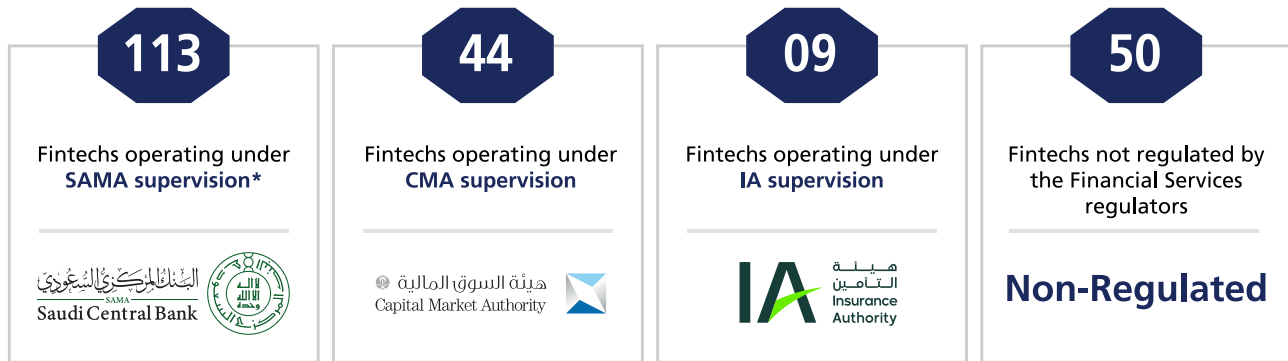 113
Fintechs operating under
SAMA supervision*
البنك المركزي السعودي
SAMA
Saudi Central Bank
44
Fintechs operating under
CMA supervision
هيئة السوق المالية
Capital Market Authority
09
Fintechs operating under
IA supervision
IA
هيئة
التأمين
Insurance
Authority
50
Fintechs not regulated by
the Financial Services
regulators
Non-Regulated